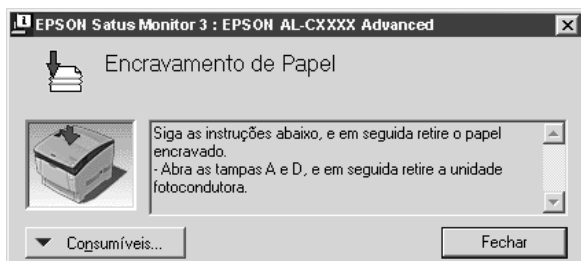 EPSON Satus Monitor 3 : EPSON AL-CXXXX Advanced
Encravamento de Papel
Siga as instruções abaixo, e em seguida retire o papel
encravado.
- Abra as tampas A e D, e em seguida retire a unidade
fotocondutora.
Consumíveis...
Fechar